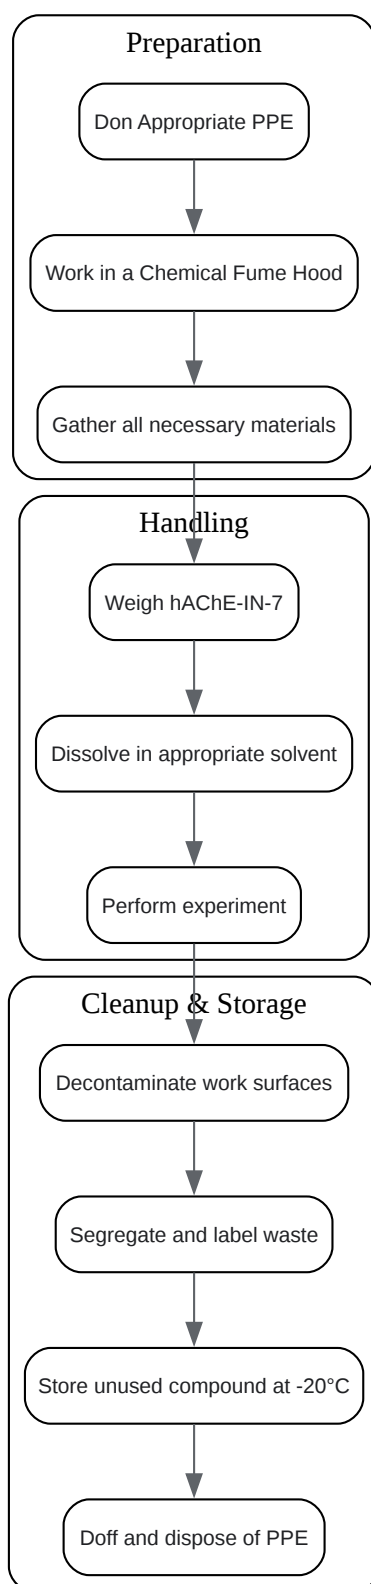 Preparation
Don Appropriate PPE
Work in a Chemical Fume Hood
Gather all necessary materials
Handling
Weigh hAChE-IN-7
Dissolve in appropriate solvent
Perform experiment
Cleanup & Storage
Decontaminate work surfaces
Segregate and label waste
Store unused compound at -20°C
Doff and dispose of PPE